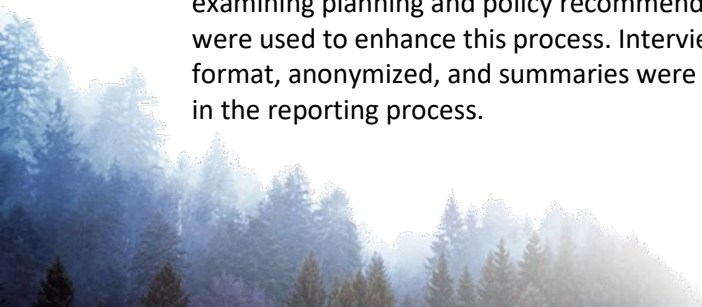 examining planning and policy recommend
were used to enhance this process. Intervie
format, anonymized, and summaries were
in the reporting process.